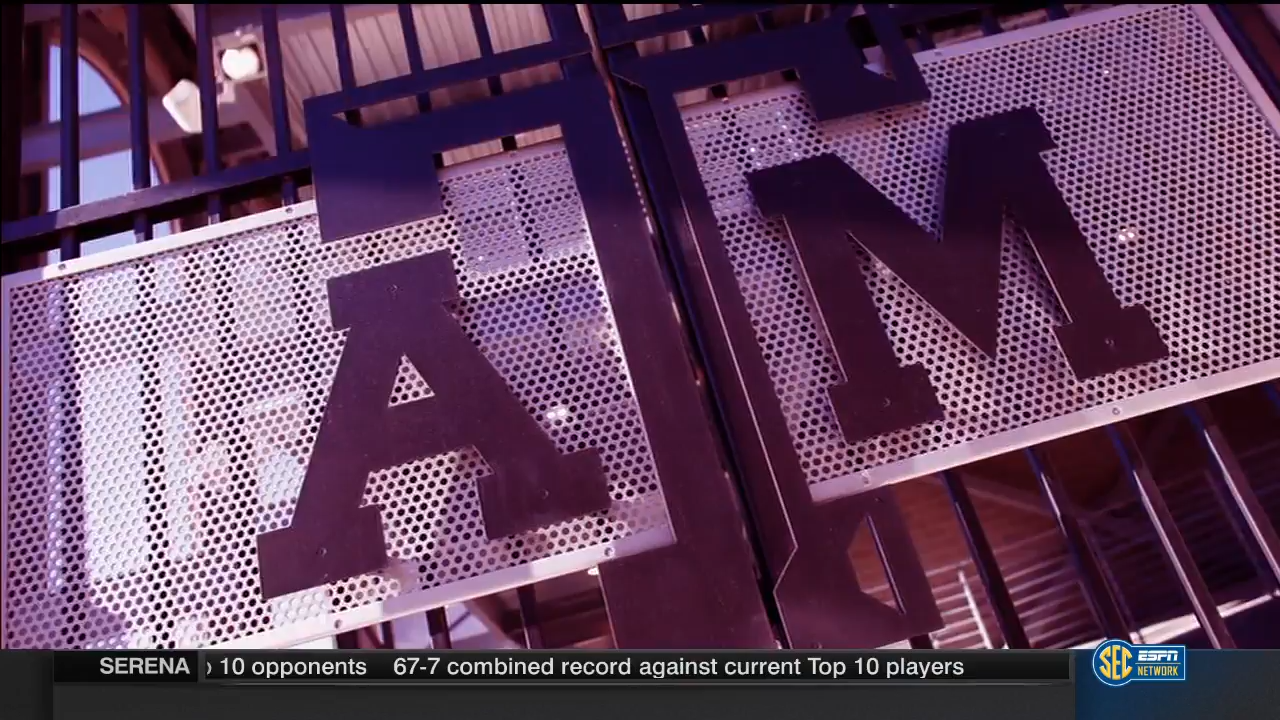 A T M
SERENA 10 opponents 67-7 combined record against current Top 10 players
SEC ESPN NETWORK